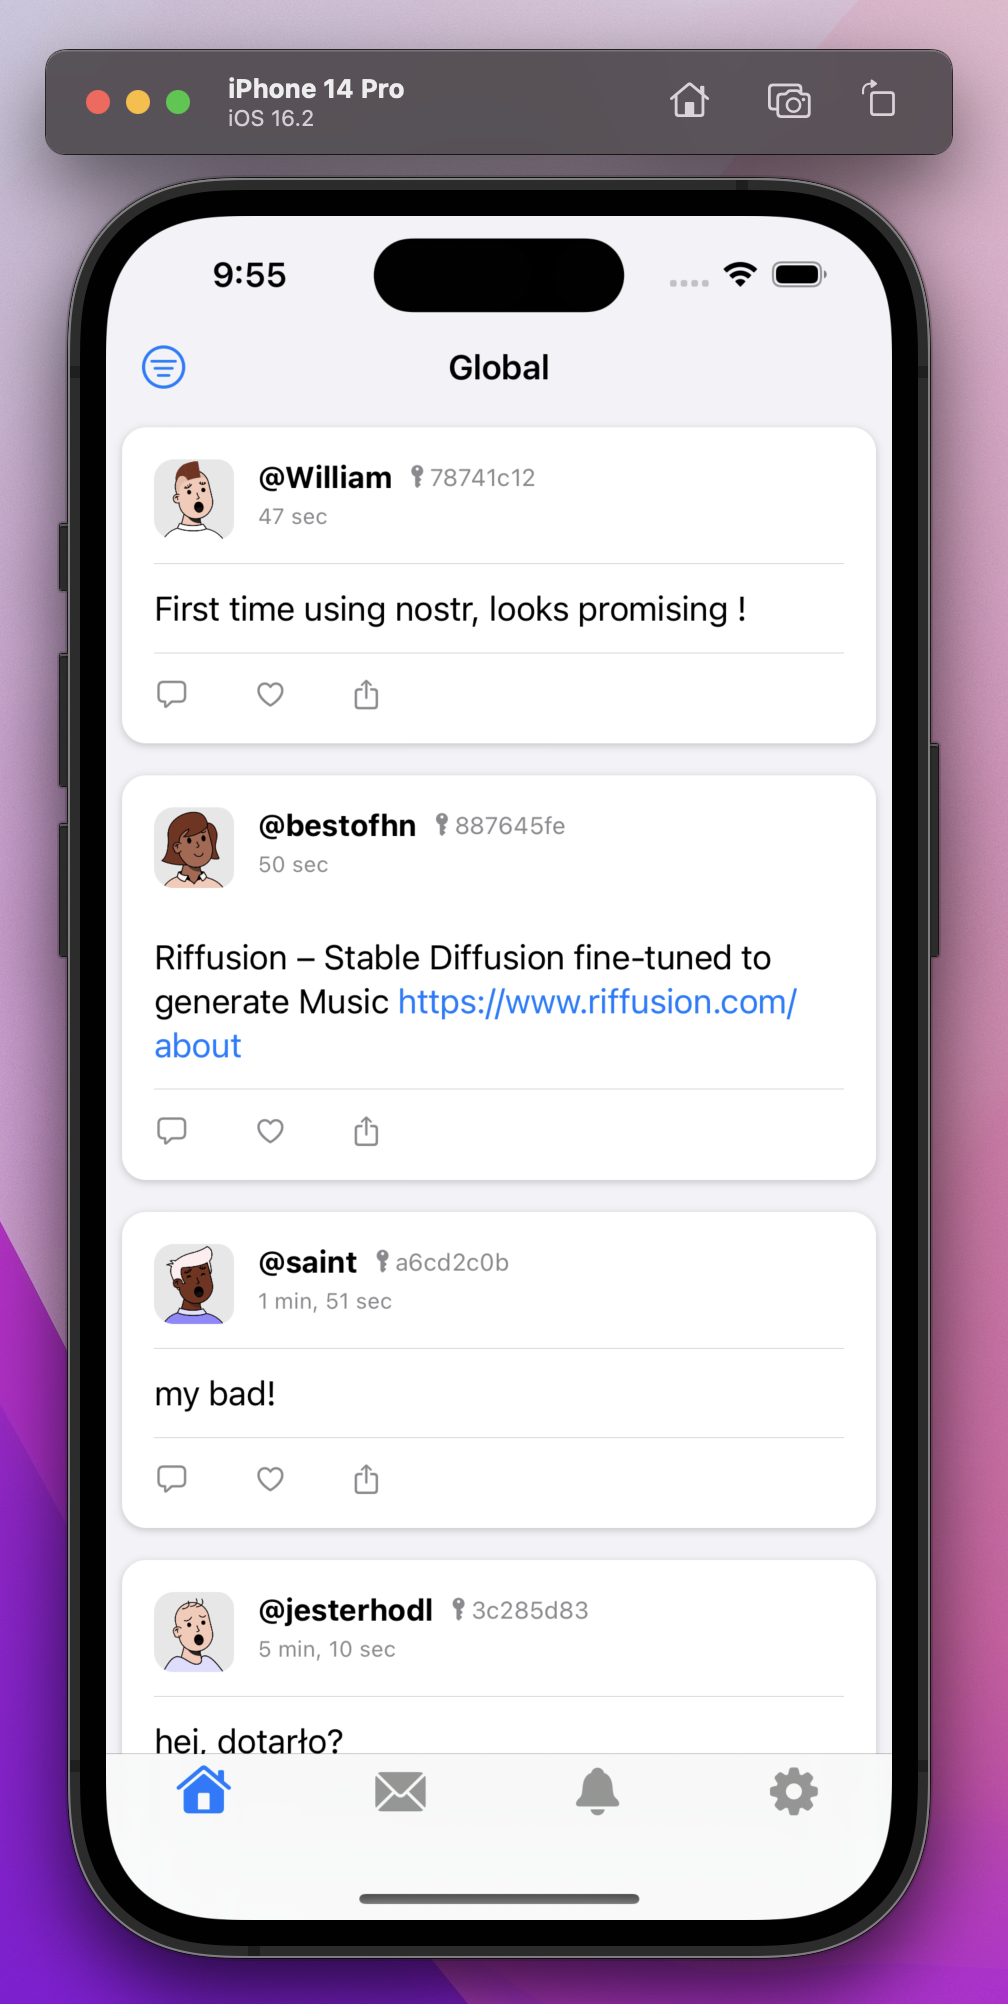 iPhone 14 Pro
iOS 16.2
9:55
Global
@William 78741c12
47 sec
First time using nostr, looks promising !
@bestofhn 887645fe
50 sec
Riffusion – Stable Diffusion fine-tuned to
generate Music https://www.riffusion.com/
about
@saint a6cd2c0b
1 min, 51 sec
my bad!
@jesterhodl 3c285d83
5 min, 10 sec
hej, dotarło?